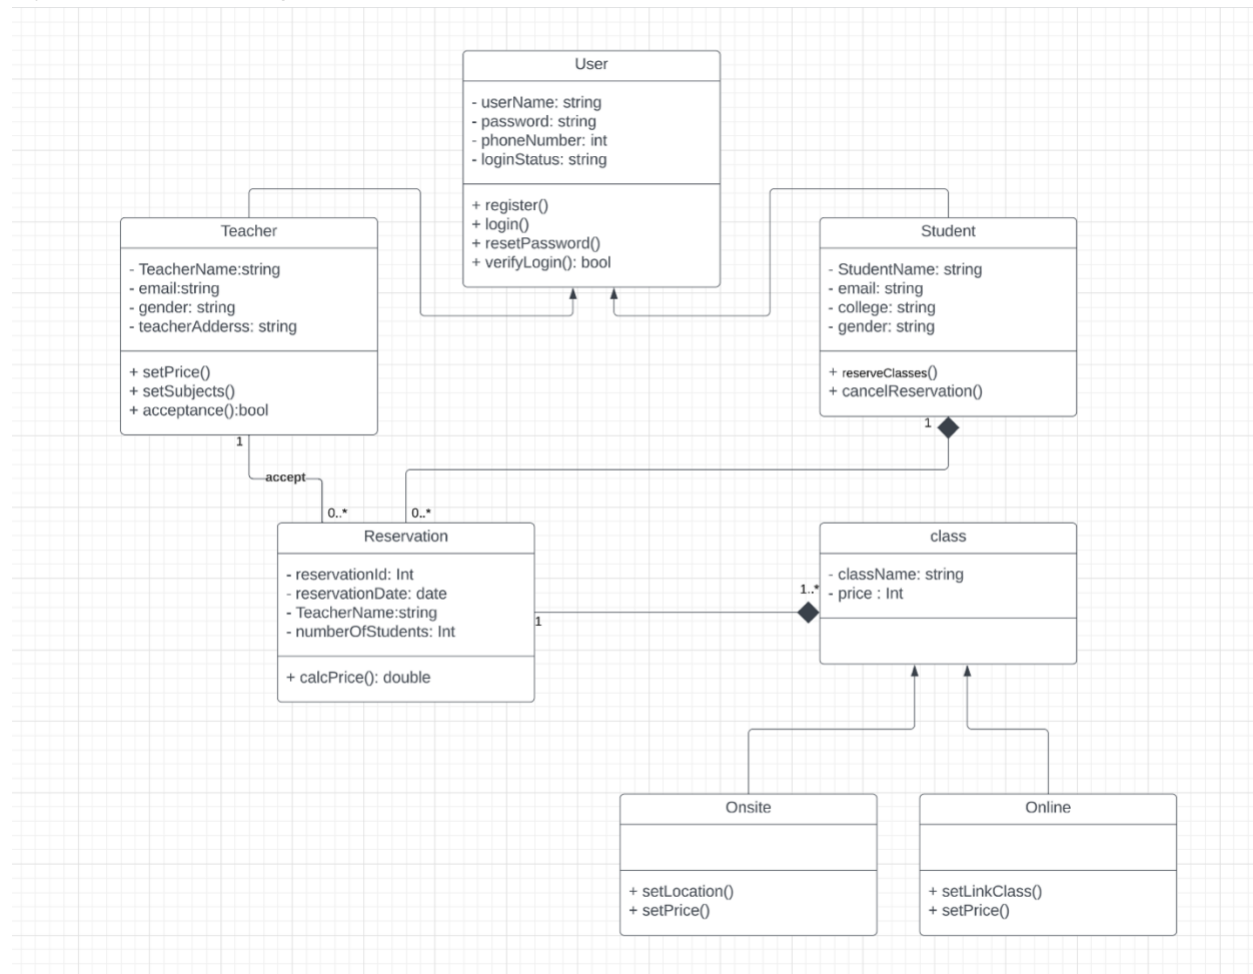 User
- userName: string
- password: string
- phoneNumber: int
- loginStatus: string
+ register()
+ login()
+ resetPassword()
+ verifyLogin(): bool
Teacher
- TeacherName:string
- email:string
- gender: string
- teacherAdderss: string
+ setPrice()
+ setSubjects()
+ acceptance():bool
Student
- StudentName: string
- email: string
- college: string
- gender: string
+ reserveClasses()
+ cancelReservation()
1
accept
0..*
1
0..*
Reservation
- reservationId: Int
- reservationDate: date
- TeacherName:string
- numberOfStudents: Int
+ calcPrice(): double
1
1..*
class
- className: string
- price : Int
Onsite
+ setLocation()
+ setPrice()
Online
+ setLinkClass()
+ setPrice()